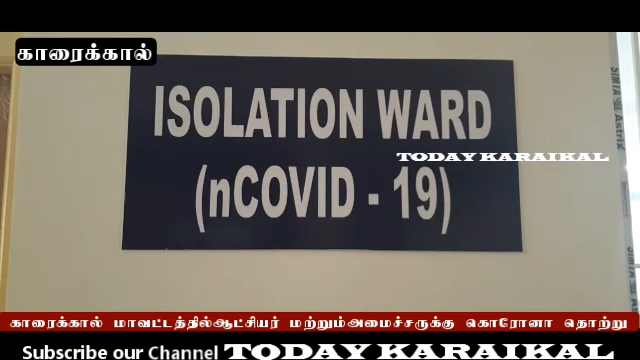 காரைக்கால்
ISOLATION WARD
TODAY KARAIKAL
(nCOVID - 19)
காரைக்கால் மாவட்டத்தில்ஆட்சியர் மற்றும்அமைச்சருக்கு கொரோனா தொற்று
Subscribe our Channel TODAY KARAIKAL